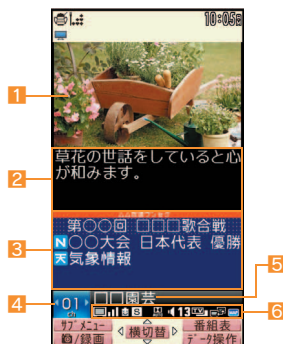 10:05
1
草花の世話をしていると心
が和みます。
2
第○○回 □□□歌合戦
N○○大会 日本代表 優勝
天気象情報
3
5
4
01 □□園芸
13
6
サブメニュー 番組表
横切替
/録画 データ操作